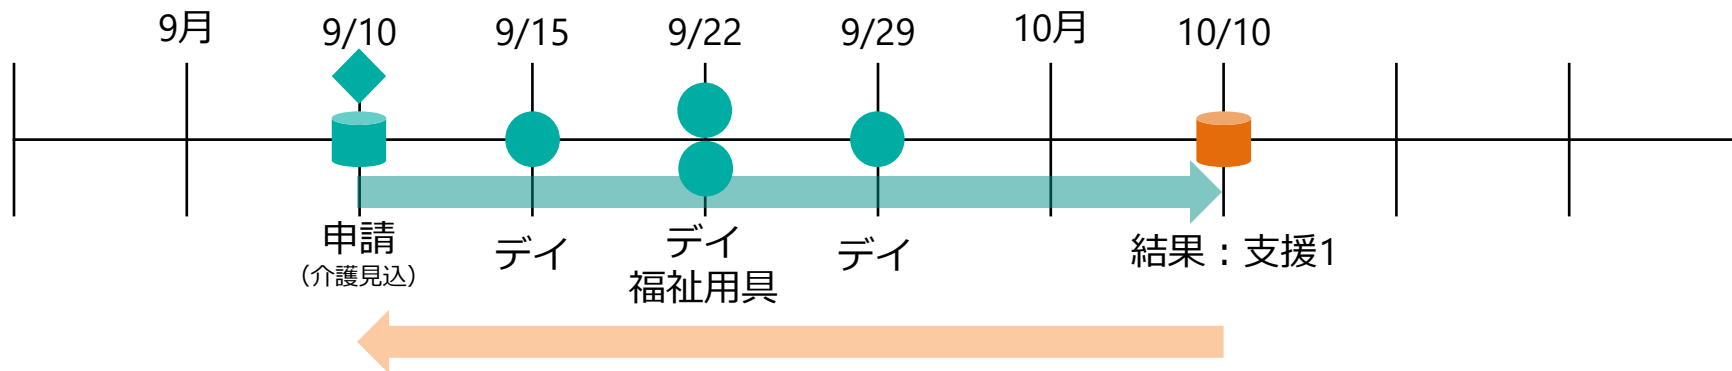 9月
9/10
9/15
9/22
9/29
10月
10/10
申請
（介護見込）
デイ
デイ
福祉用具
デイ
結果：支援1